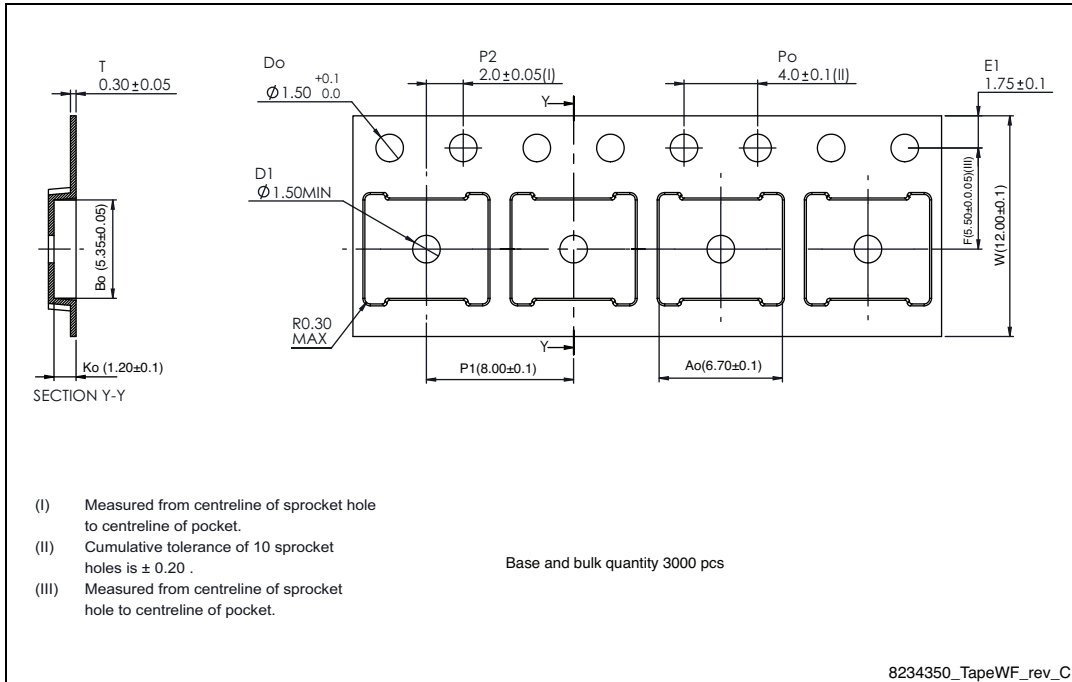 T
0.30±0.05
Do
Ø1.50 +0.1 0.0
P2
2.0±0.05(I)
Y
Po
4.0±0.1(II)
E1
1.75±0.1
D1
Ø1.50MIN
Bo (5.35±0.05)
F(5.50±0.0.05)(III)
W(12.00±0.1)
R0.30
MAX
Y
Ko (1.20±0.1)
P1(8.00±0.1)
Ao(6.70±0.1)
SECTION Y-Y
(I) Measured from centreline of sprocket hole
to centreline of pocket.
(II) Cumulative tolerance of 10 sprocket
holes is ± 0.20 .
(III) Measured from centreline of sprocket
hole to centreline of pocket.
Base and bulk quantity 3000 pcs
8234350_TapeWF_rev_C